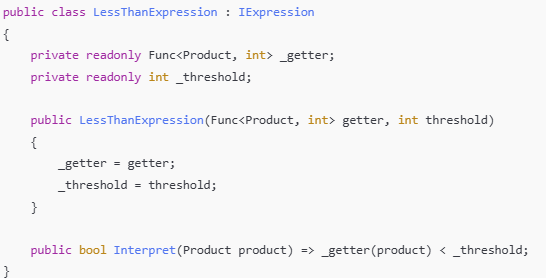 public class LessThanExpression : IExpression
{
    private readonly Func<Product, int> _getter;
    private readonly int _threshold;

    public LessThanExpression(Func<Product, int> getter, int threshold)
    {
        _getter = getter;
        _threshold = threshold;
    }

    public bool Interpret(Product product) => _getter(product) < _threshold;
}